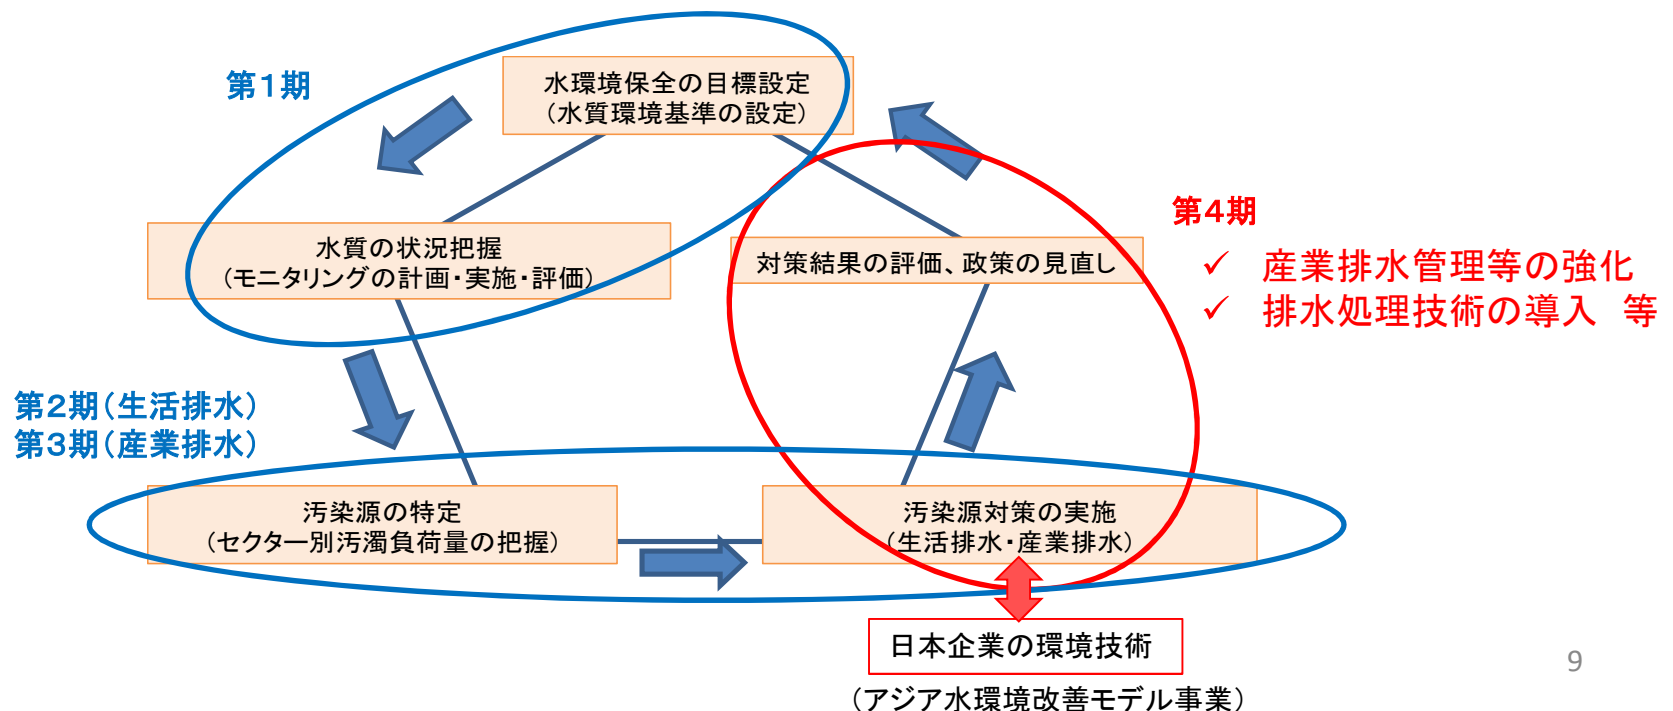 第1期
水環境保全の目標設定
(水質環境基準の設定)
水質の状況把握
(モニタリングの計画・実施・評価)
対策結果の評価、政策の見直し
第4期
✓ 産業排水管理等の強化
✓ 排水処理技術の導入 等
第2期(生活排水)
第3期(産業排水)
汚染源の特定
(セクター別汚濁負荷量の把握)
汚染源対策の実施
(生活排水・産業排水)
日本企業の環境技術
(アジア水環境改善モデル事業)
9